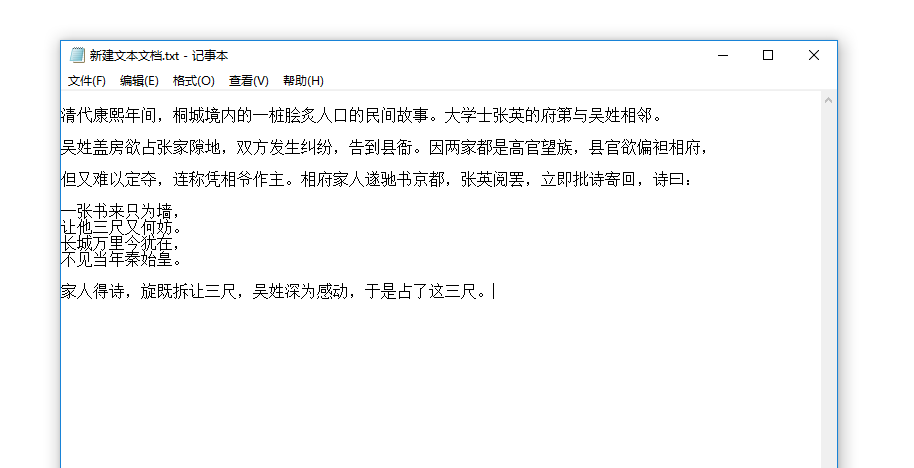 新建文本文档.txt - 记事本
文件(F) 编辑(E) 格式(O) 查看(V) 帮助(H)
清代康熙年间，桐城境内的一桩脍炙人口的民间故事。大学士张英的府第与吴姓相邻。
吴姓盖房欲占张家隙地，双方发生纠纷，告到县衙。因两家都是高官望族，县官欲偏袒相府，
但又难以定夺，连称凭相爷作主。相府家人遂驰书京都，张英阅罢，立即批诗寄回，诗曰：
一张书来只为墙，
让他三尺又何妨。
长城万里今犹在，
不见当年秦始皇。
家人得诗，旋既拆让三尺，吴姓深为感动，于是占了这三尺。